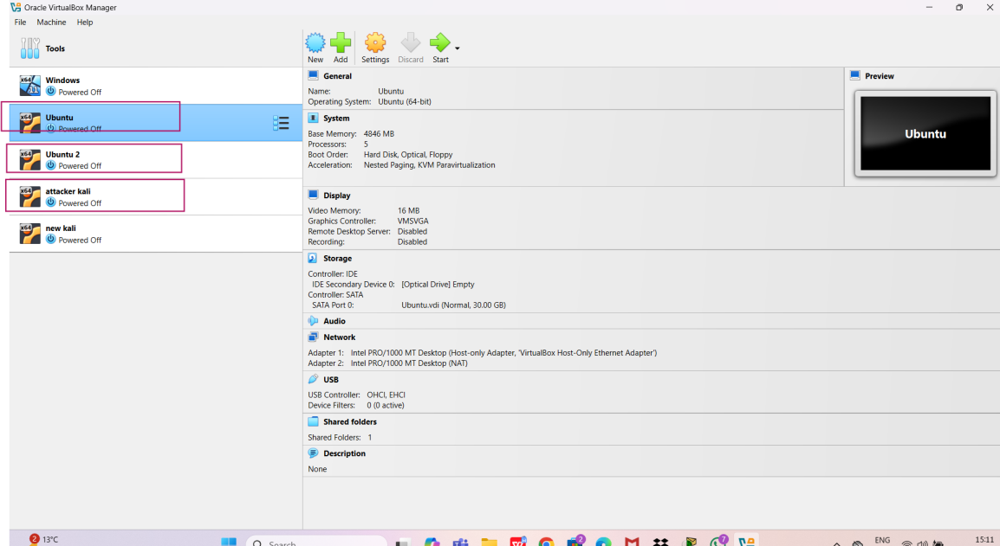 Oracle VirtualBox Manager
File Machine Help
Tools
New Add Settings Discard Start
Windows
Powered Off
Ubuntu
Powered Off
Ubuntu 2
Powered Off
attacker kali
Powered Off
new kali
Powered Off
General
Name: Ubuntu
Operating System: Ubuntu (64-bit)
System
Base Memory: 4846 MB
Processors: 5
Boot Order: Hard Disk, Optical, Floppy
Acceleration: Nested Paging, KVM Paravirtualization
Display
Video Memory: 16 MB
Graphics Controller: VMSVGA
Remote Desktop Server: Disabled
Recording: Disabled
Storage
Controller: IDE
IDE Secondary Device 0: [Optical Drive] Empty
Controller: SATA
SATA Port 0: Ubuntu.vdi (Normal, 30.00 GB)
Audio
Network
Adapter 1: Intel PRO/1000 MT Desktop (Host-only Adapter, 'VirtualBox Host-Only Ethernet Adapter')
Adapter 2: Intel PRO/1000 MT Desktop (NAT)
USB
USB Controller: OHCI, EHCI
Device Filters: 0 (0 active)
Shared folders
Shared Folders: 1
Description
None
Preview
Ubuntu
2 13°C
Search
2
7
ENG
15:11